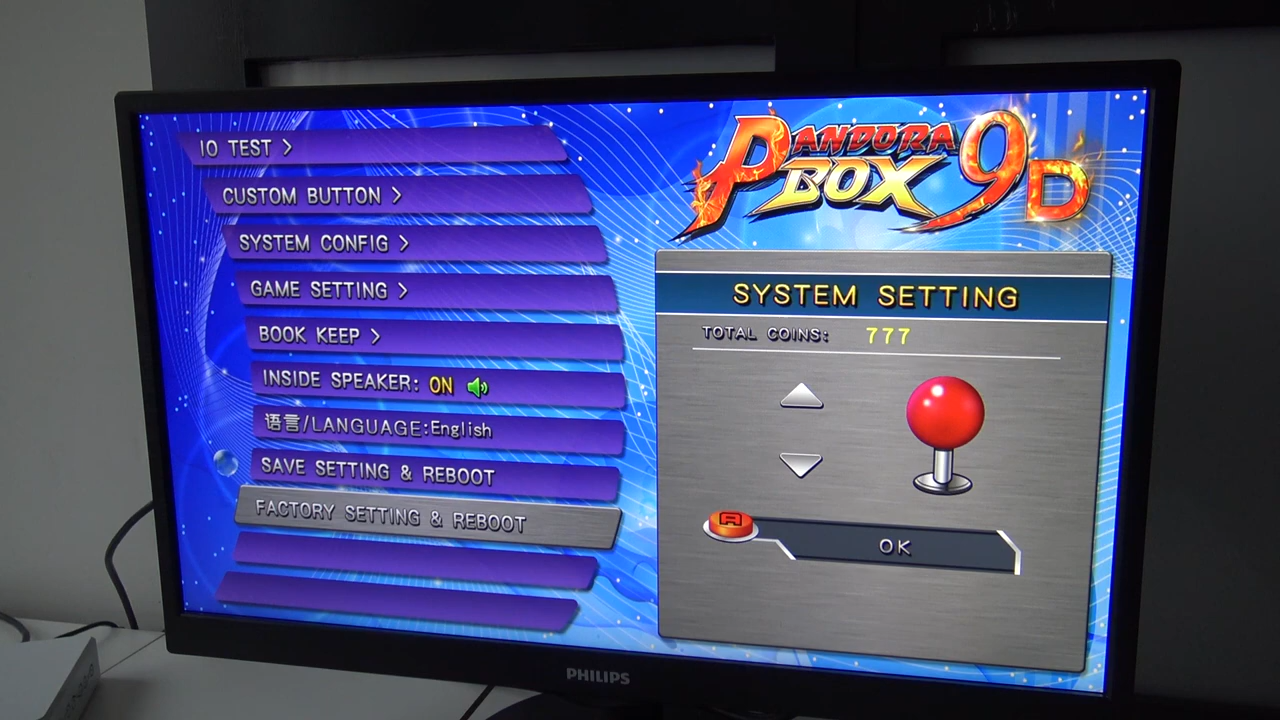 IO TEST >
CUSTOM BUTTON >
SYSTEM CONFIG >
GAME SETTING >
BOOK KEEP >
INSIDE SPEAKER: ON
语言/LANGUAGE:English
SAVE SETTING & REBOOT
FACTORY SETTING & REBOOT
PANDORA
BOX 9D
SYSTEM SETTING
TOTAL COINS: 777
A
OK
PHILIPS